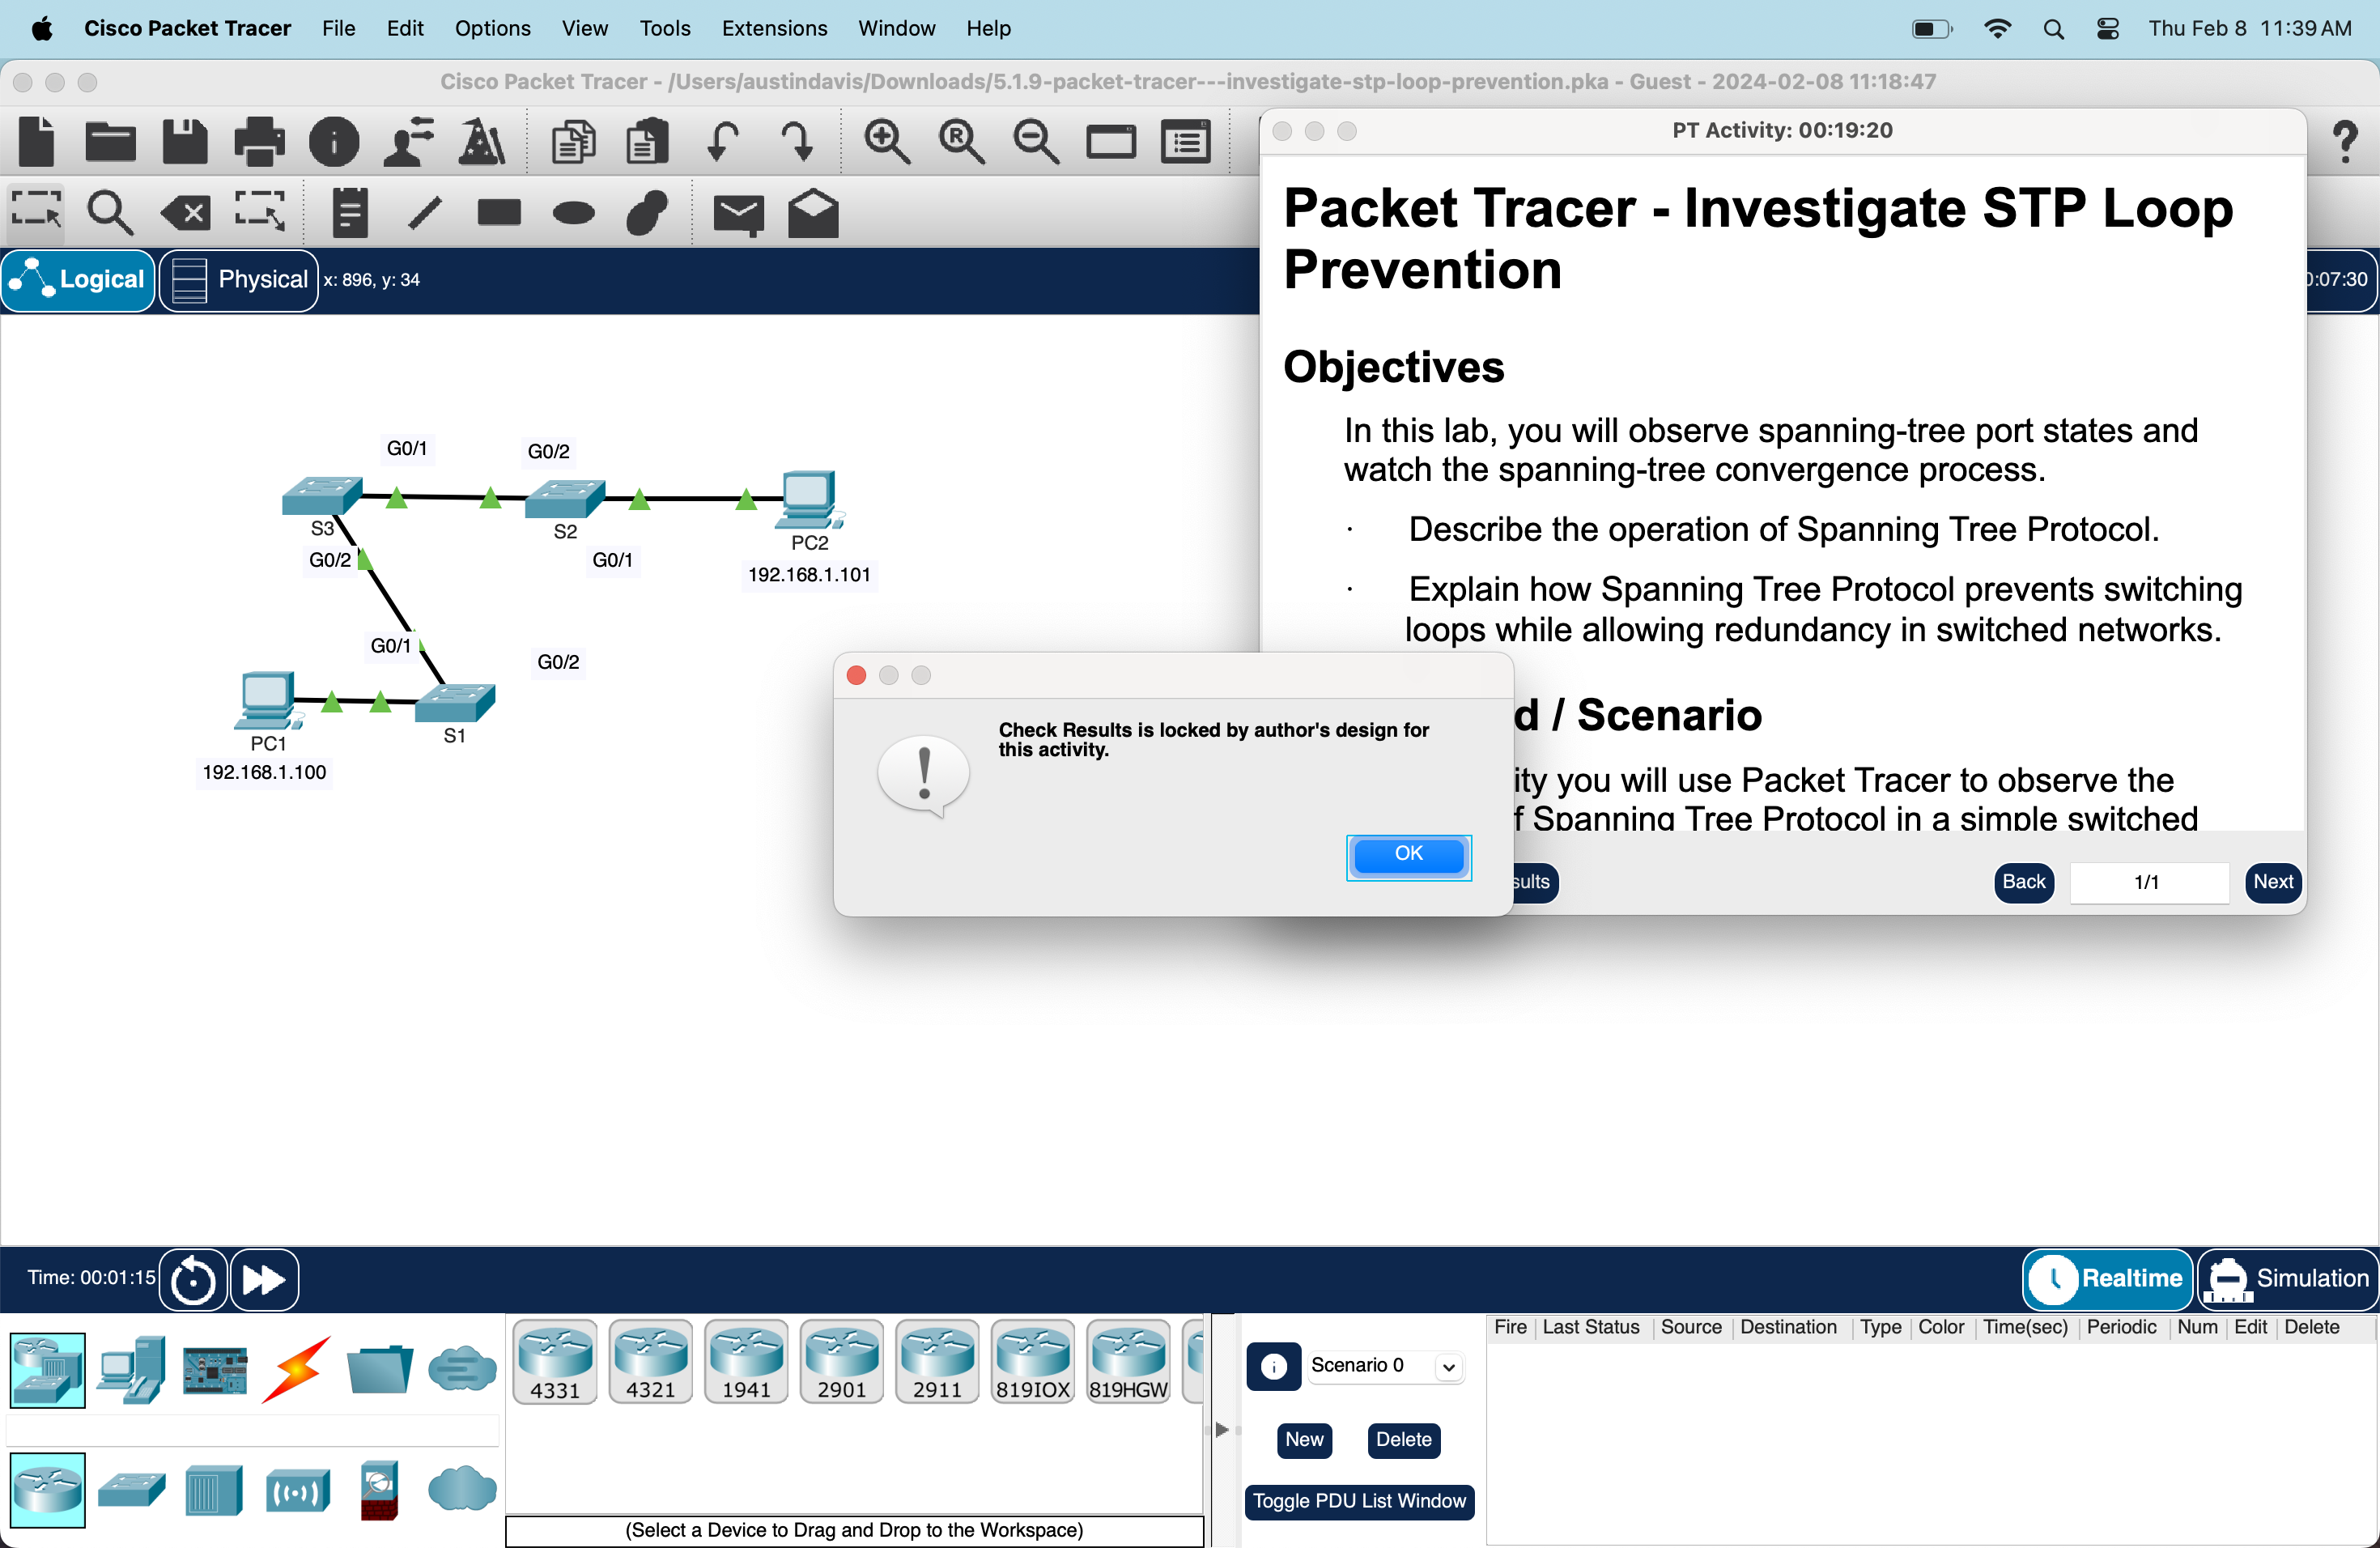 Cisco Packet Tracer File Edit Options View Tools Extensions Window Help Thu Feb 8 11:39 AM
Cisco Packet Tracer - /Users/austindavis/Downloads/5.1.9-packet-tracer---investigate-stp-loop-prevention.pka - Guest - 2024-02-08 11:18:47
PT Activity: 00:19:20
Logical Physical x: 896, y: 34
0:07:30
Packet Tracer - Investigate STP Loop
Prevention
Objectives
In this lab, you will observe spanning-tree port states and
watch the spanning-tree convergence process.
· Describe the operation of Spanning Tree Protocol.
· Explain how Spanning Tree Protocol prevents switching
loops while allowing redundancy in switched networks.
d / Scenario
ity you will use Packet Tracer to observe the
f Spanning Tree Protocol in a simple switched
sults Back 1/1 Next
G0/1 G0/2
S3 S2 PC2
G0/2 G0/1
192.168.1.101
G0/1 G0/2
PC1 S1
192.168.1.100
Check Results is locked by author's design for
this activity.
OK
Time: 00:01:15 Realtime Simulation
4331 4321 1941 2901 2911 819IOX 819HGW
(Select a Device to Drag and Drop to the Workspace)
Scenario 0
New Delete
Toggle PDU List Window
Fire Last Status Source Destination Type Color Time(sec) Periodic Num Edit Delete